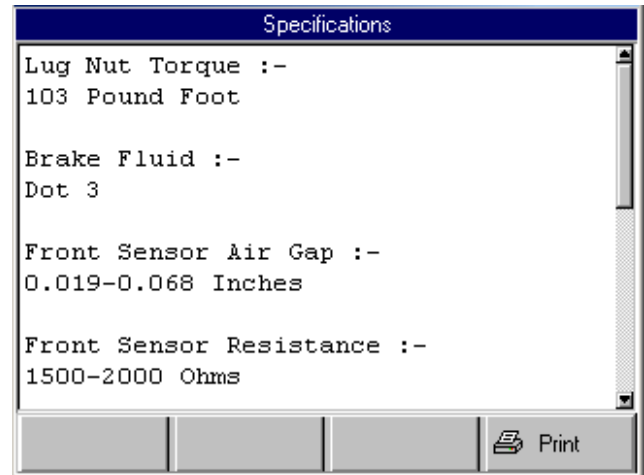 Specifications
Lug Nut Torque :-
103 Pound Foot
Brake Fluid :-
Dot 3
Front Sensor Air Gap :-
0.019-0.068 Inches
Front Sensor Resistance :-
1500-2000 Ohms
Print